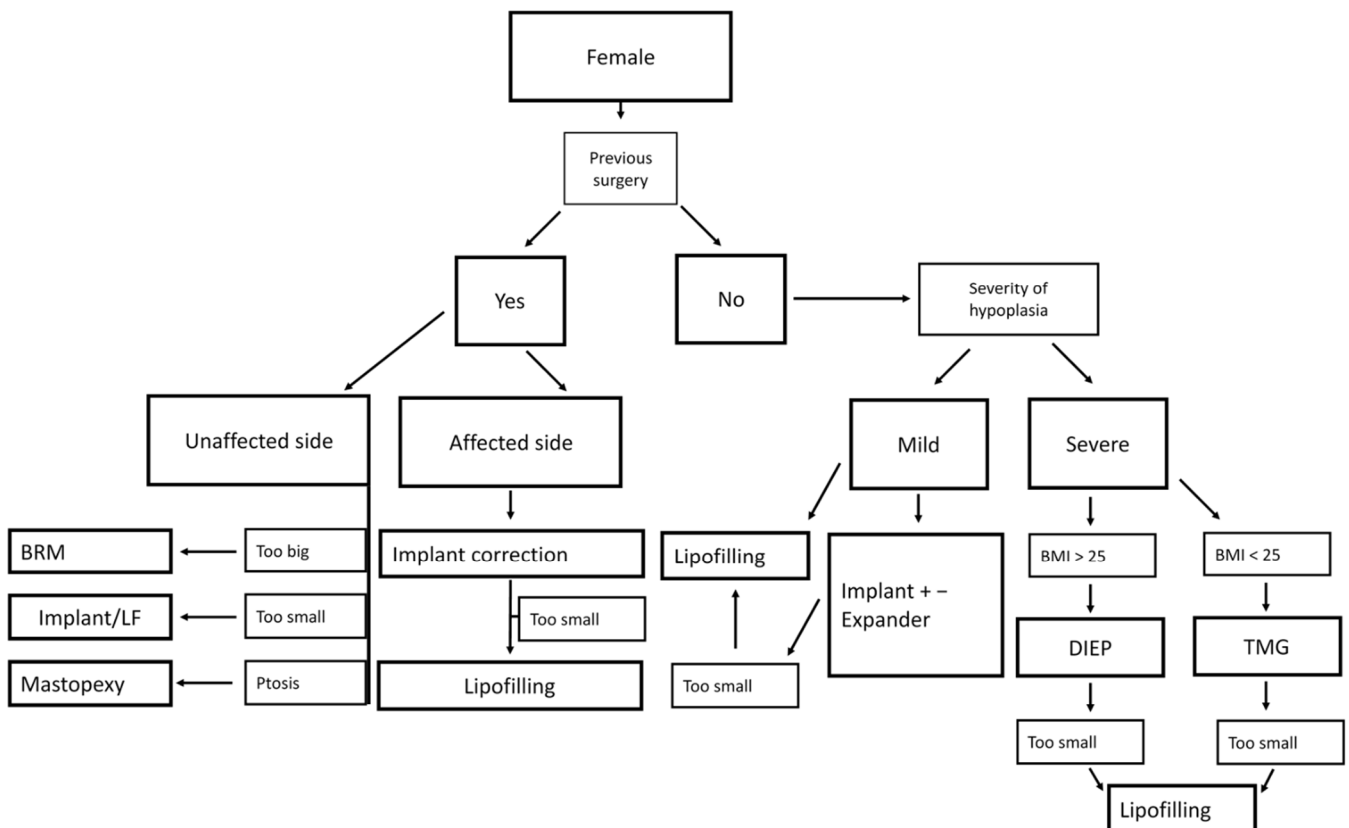 Female
Previous
surgery
Yes
No
Severity of
hypoplasia
Unaffected side
Affected side
Mild
Severe
BRM
Too big
Implant correction
Lipofilling
Implant + −
Expander
BMI > 25
BMI < 25
Implant/LF
Too small
Too small
DIEP
TMG
Mastopexy
Ptosis
Lipofilling
Too small
Too small
Too small
Lipofilling